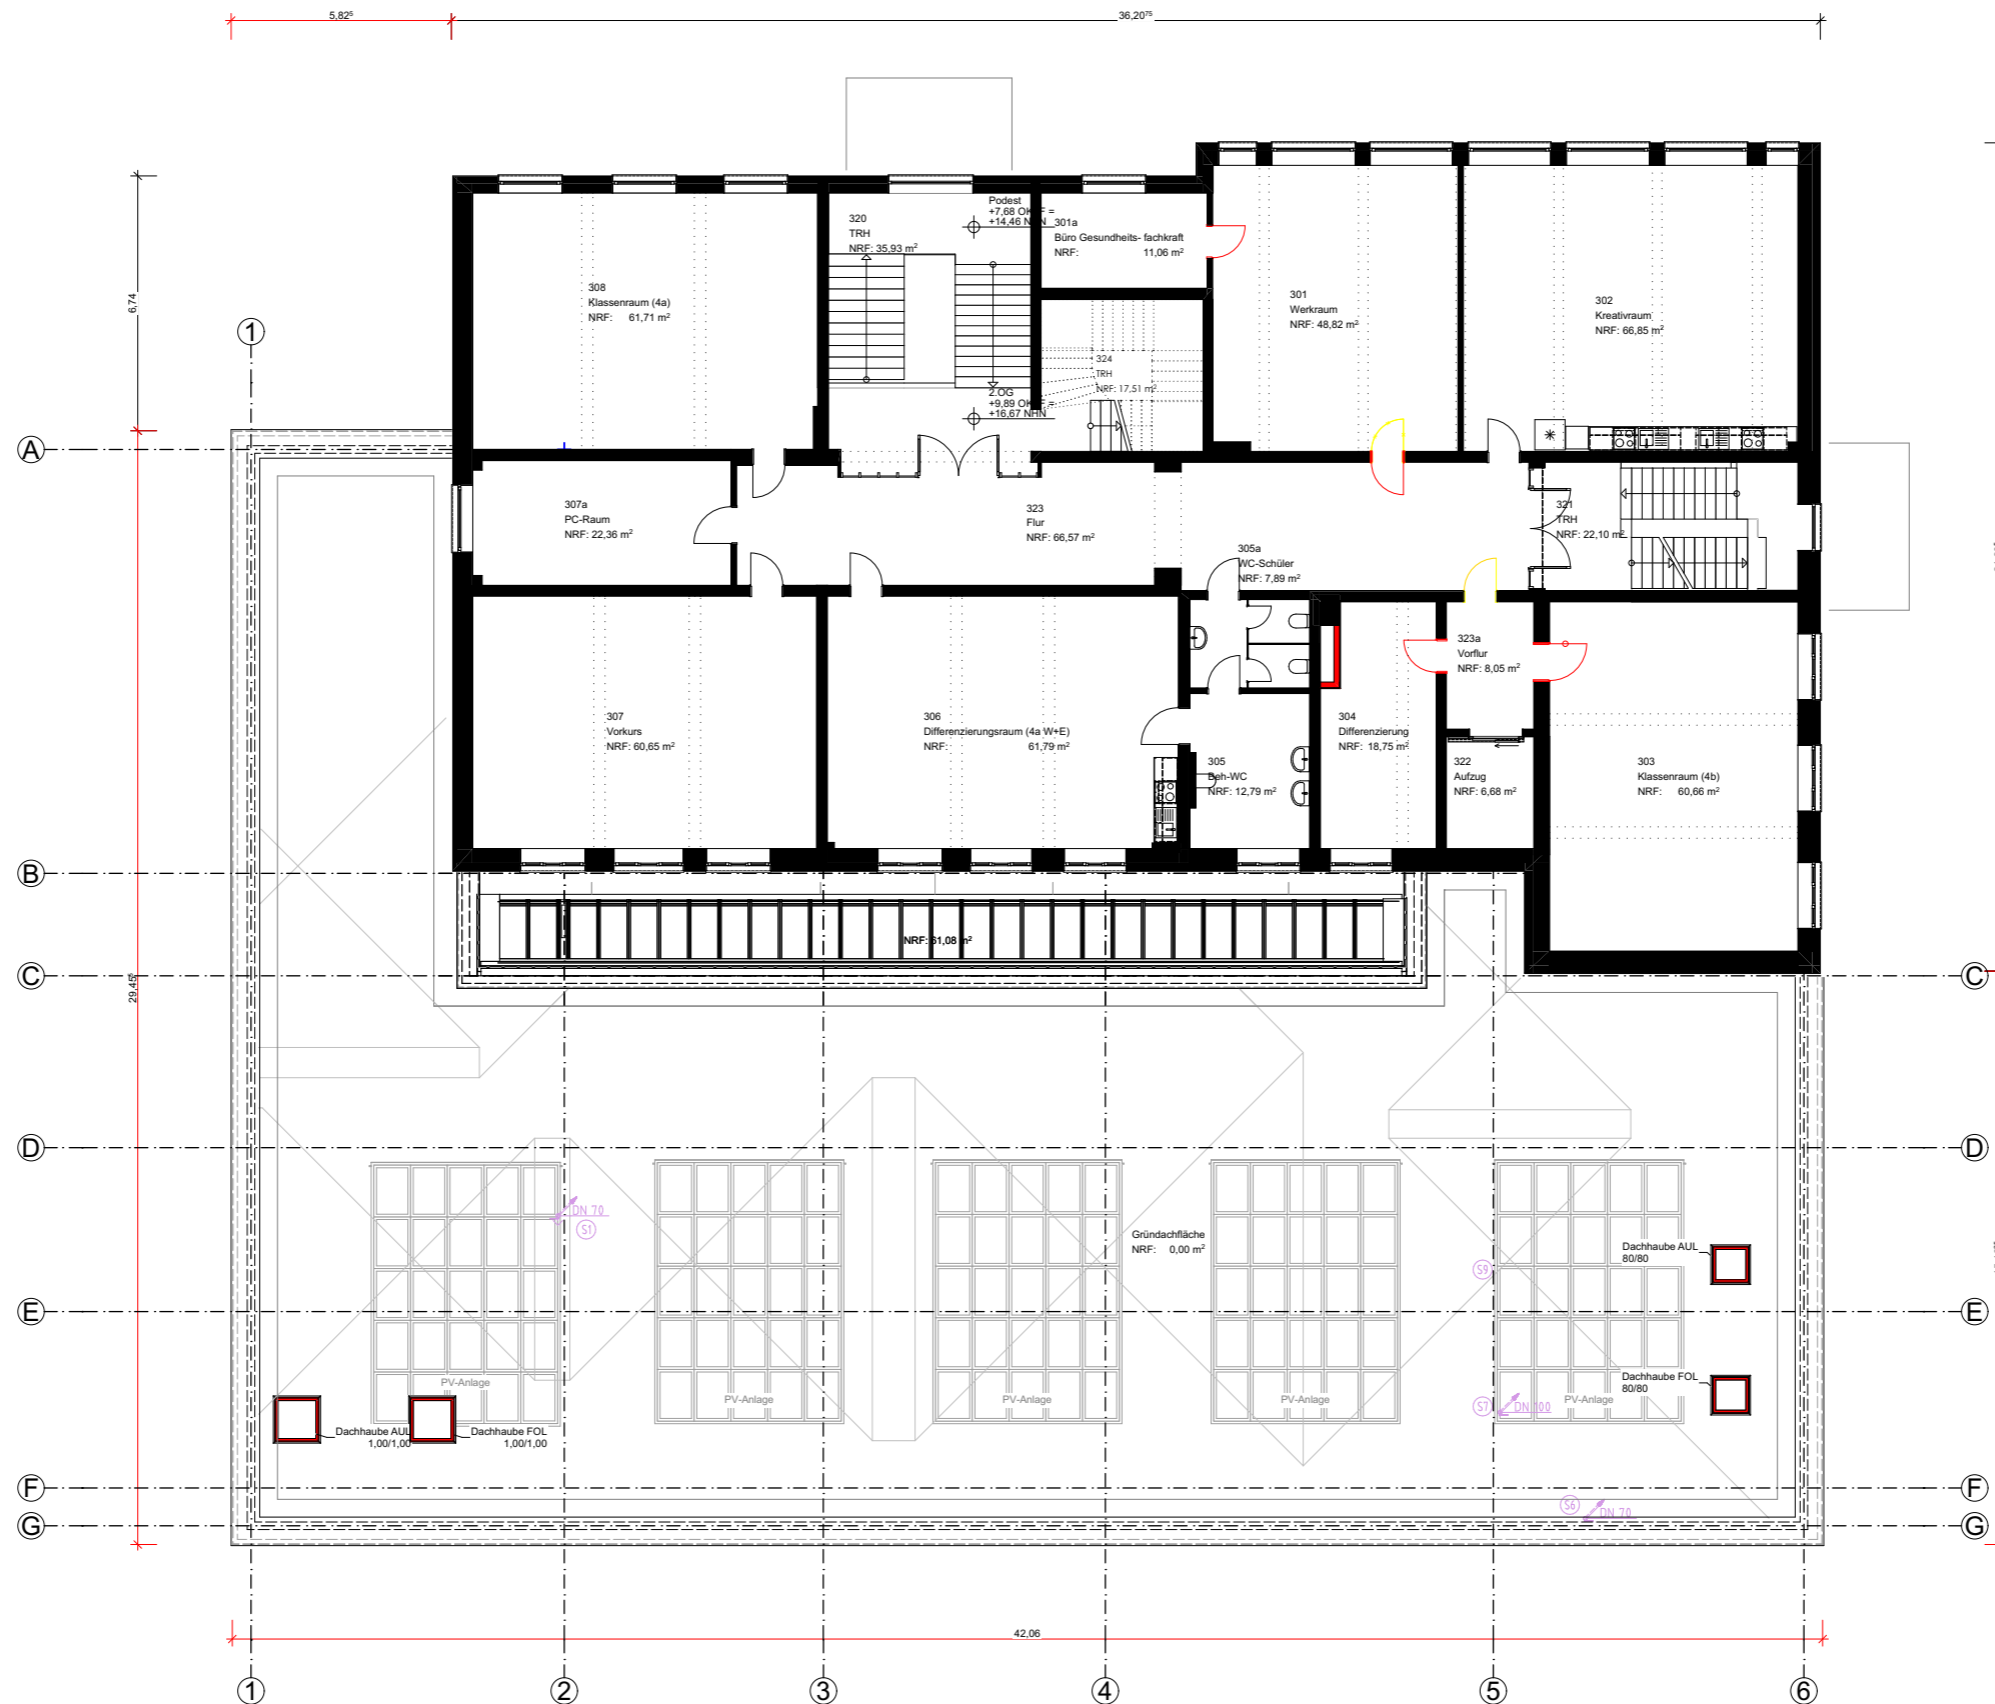 5,82⁵
36,20⁷⁵
6,74
29,45⁵
42,06
1
A
B
C
D
E
F
G
C
D
E
F
G
1
2
3
4
5
6
308
Klassenraum (4a)
NRF: 61,71 m²
320
TRH
NRF: 35,93 m²
Podest
+7,68 OKFF =
+14,46 NHN
2.OG
+9,89 OKFF =
+16,67 NHN
301a
Büro Gesundheits- fachkraft
NRF: 11,06 m²
324
TRH
NRF: 17,51 m²
301
Werkraum
NRF: 48,82 m²
302
Kreativraum
NRF: 66,85 m²
307a
PC-Raum
NRF: 22,36 m²
323
Flur
NRF: 66,57 m²
305a
WC-Schüler
NRF: 7,89 m²
321
TRH
NRF: 22,10 m²
307
Vorkurs
NRF: 60,65 m²
306
Differenzierungsraum (4a W+E)
NRF: 61,79 m²
305
Beh-WC
NRF: 12,79 m²
304
Differenzierung
NRF: 18,75 m²
323a
Vorflur
NRF: 8,05 m²
322
Aufzug
NRF: 6,68 m²
303
Klassenraum (4b)
NRF: 60,66 m²
NRF: 61,08 m²
DN 70
S1
Gründachfläche
NRF: 0,00 m²
S9
Dachhaube AUL
80/80
Dachhaube FOL
80/80
PV-Anlage
PV-Anlage
PV-Anlage
PV-Anlage
PV-Anlage
S7
DN 100
Dachhaube AUL
1,00/1,00
Dachhaube FOL
1,00/1,00
S6
DN 70